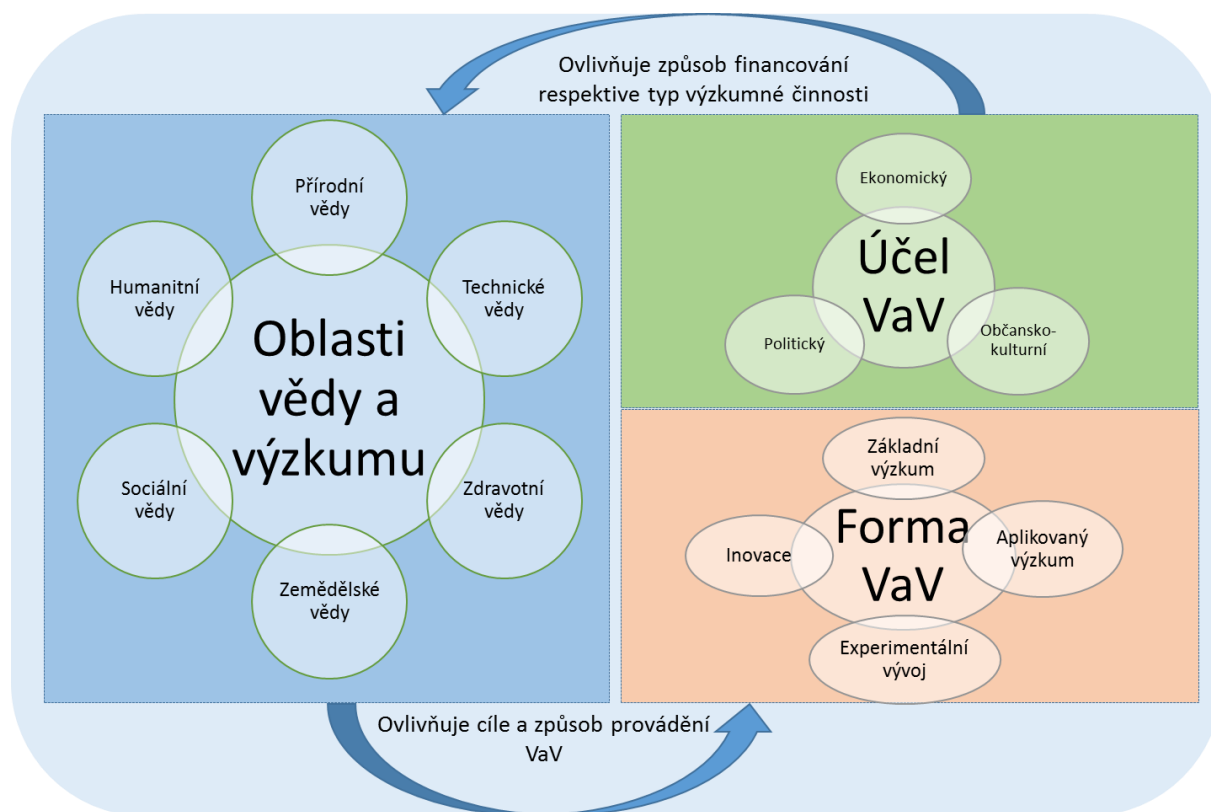 Ovlivňuje způsob financování
respektive typ výzkumné činnosti
Přírodní
vědy
Humanitní
vědy
Technické
vědy
Oblasti
vědy a
výzkumu
Sociální
vědy
Zdravotní
vědy
Zemědělské
vědy
Ekonomický
Účel
VaV
Politický
Občansko-
kulturní
Základní
výzkum
Forma
VaV
Inovace
Aplikovaný
výzkum
Experimentální
vývoj
Ovlivňuje cíle a způsob provádění
VaV